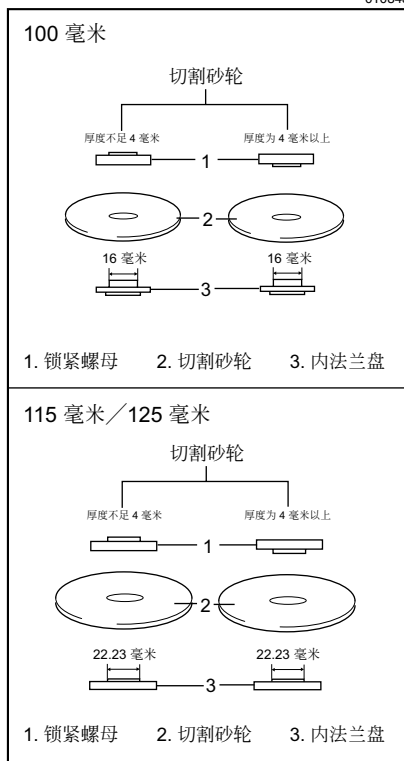 100 毫米
切割砂轮
厚度不足 4 毫米 厚度为 4 毫米以上
1
2
16 毫米 16 毫米
3
1. 锁紧螺母 2. 切割砂轮 3. 内法兰盘
115 毫米／125 毫米
切割砂轮
厚度不足 4 毫米 厚度为 4 毫米以上
1
2
22.23 毫米 22.23 毫米
3
1. 锁紧螺母 2. 切割砂轮 3. 内法兰盘